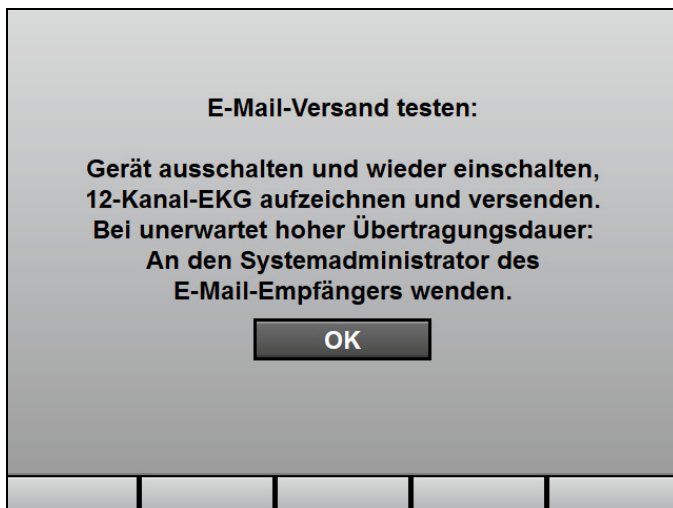 E-Mail-Versand testen:
Gerät ausschalten und wieder einschalten,
12-Kanal-EKG aufzeichnen und versenden.
Bei unerwartet hoher Übertragungsdauer:
An den Systemadministrator des
E-Mail-Empfängers wenden.
OK